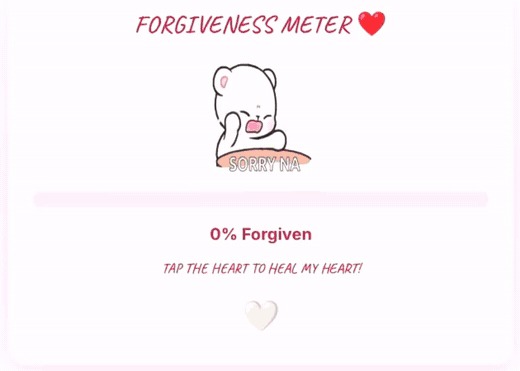 FORGIVENESS METER ❤️
SORRY NA
0% Forgiven
TAP THE HEART TO HEAL MY HEART!